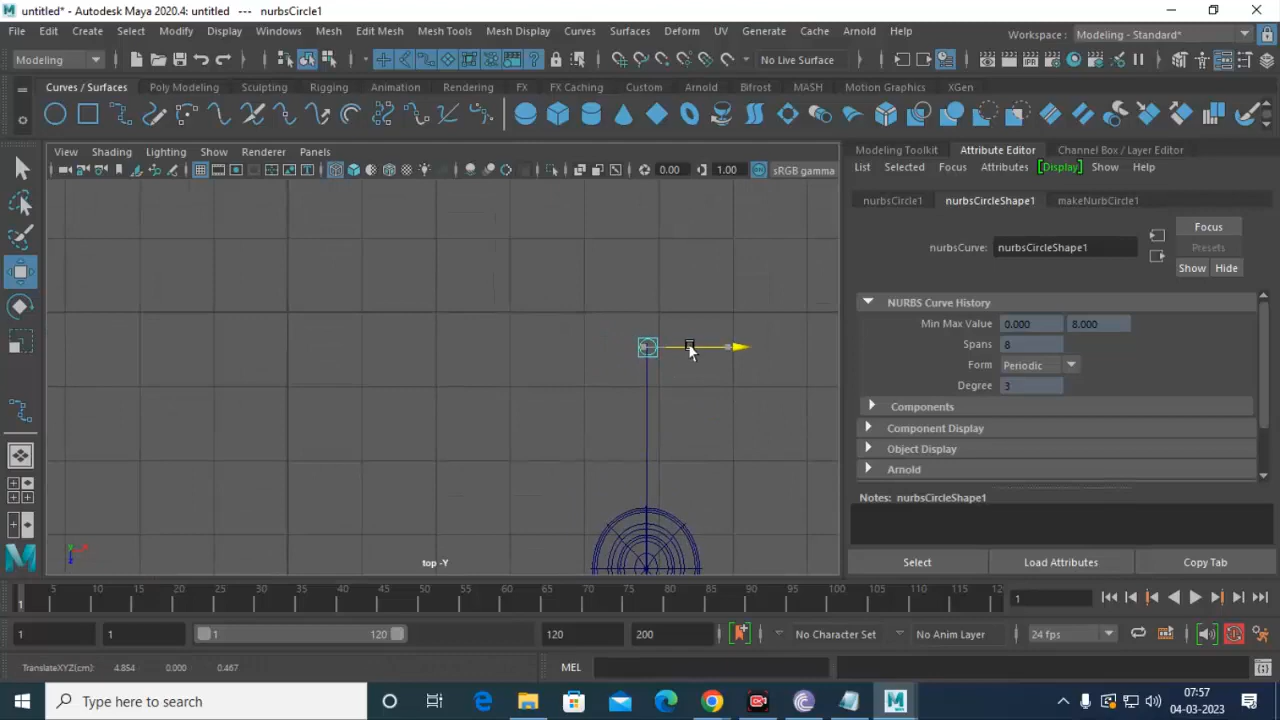 untitled* - Autodesk Maya 2020.4: untitled --- nurbsCircle1
File Edit Create Select Modify Display Windows Mesh Edit Mesh Mesh Tools Mesh Display Curves Surfaces Deform UV Generate Cache Arnold Help
Workspace : Modeling - Standard*
Modeling
No Live Surface
Curves / Surfaces Poly Modeling Sculpting Rigging Animation Rendering FX FX Caching Custom Arnold Bifrost MASH Motion Graphics XGen
View Shading Lighting Show Renderer Panels
0.00 1.00 sRGB gamma
Modeling Toolkit Attribute Editor Channel Box / Layer Editor
List Selected Focus Attributes Display Show Help
nurbsCircle1 nurbsCircleShape1 makeNurbCircle1
nurbsCurve: nurbsCircleShape1
Focus
Presets
Show Hide
NURBS Curve History
Min Max Value 0.000 8.000
Spans 8
Form Periodic
Degree 3
Components
Component Display
Object Display
Arnold
Notes: nurbsCircleShape1
Select Load Attributes Copy Tab
top -Y
5 10 15 20 25 30 35 40 45 50 55 60 65 70 75 80 85 90 95 100 105 110 115 12
1
1
1 1 1 120 120 200 No Character Set No Anim Layer 24 fps
TranslateXYZ(cm): 4.854 0.000 0.467 MEL
Type here to search
07:57
04-03-2023